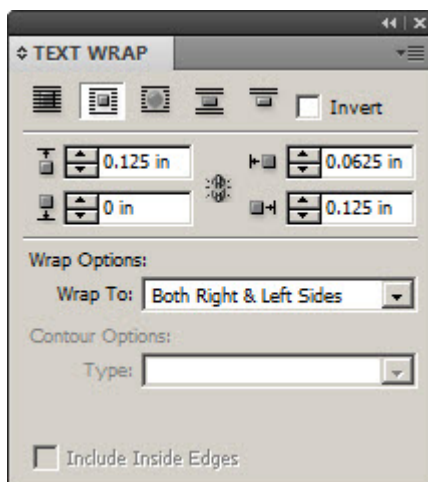 TEXT WRAP
Invert
0.125 in 0.0625 in
0 in 0.125 in
Wrap Options:
Wrap To: Both Right & Left Sides
Contour Options:
Type:
Include Inside Edges